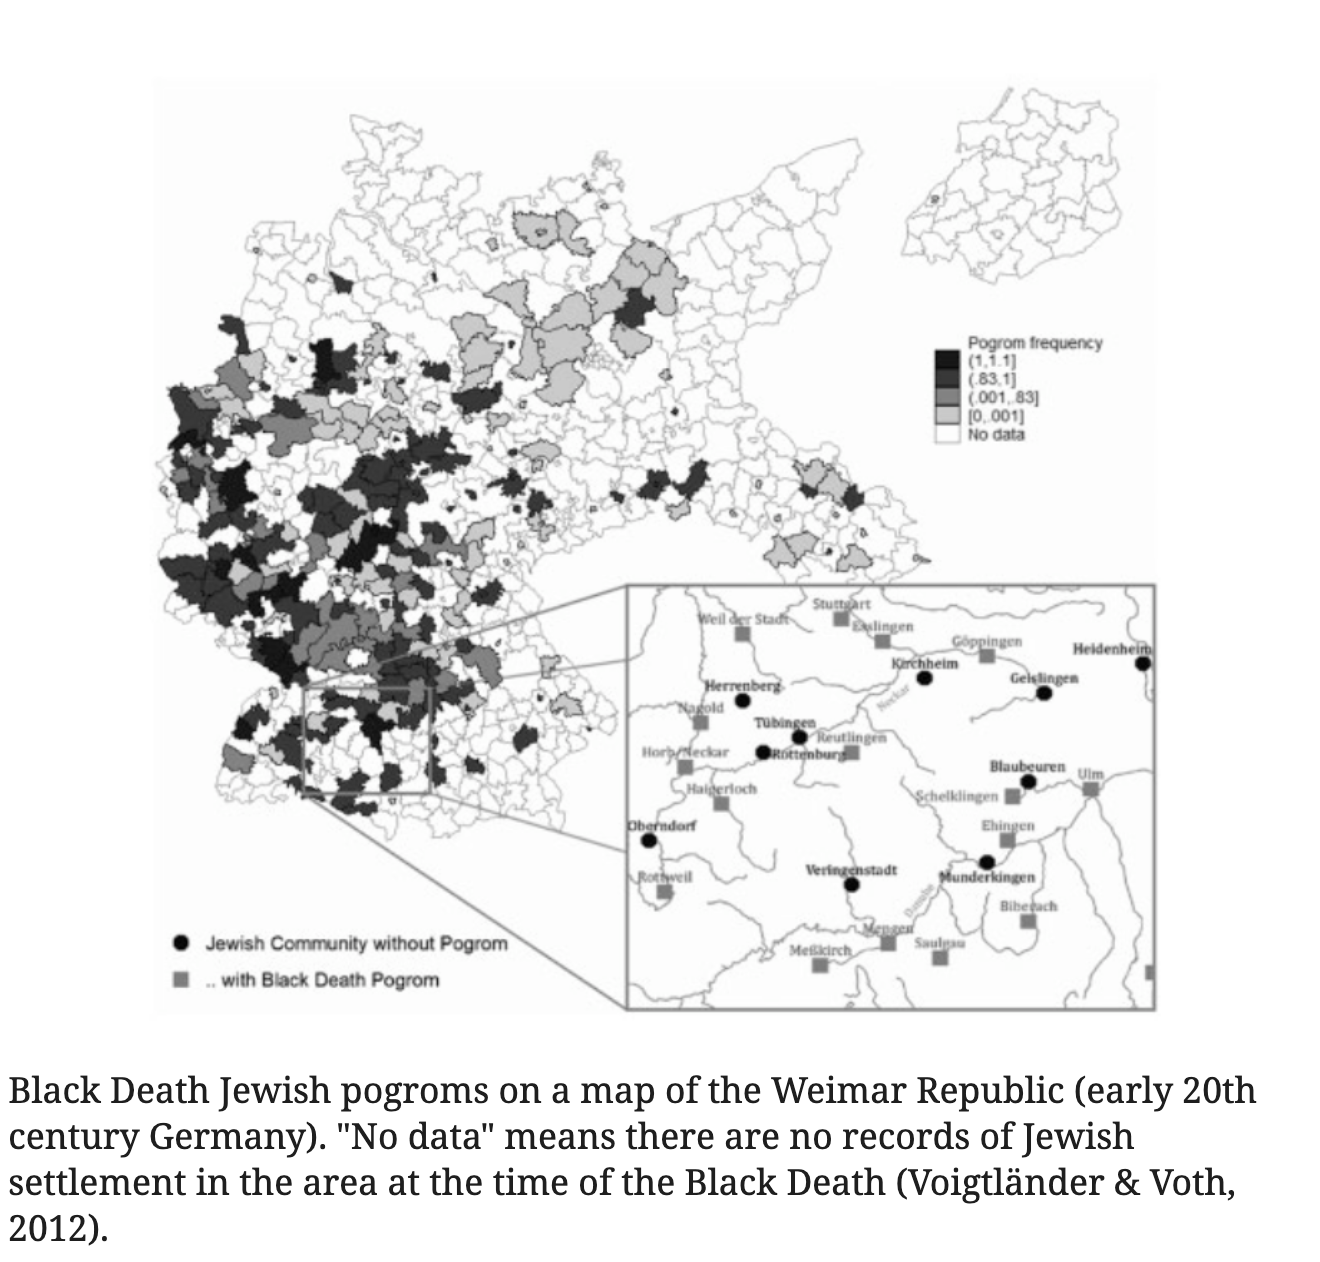 Pogrom frequency
(1,1.1]
(.83,1]
(.001,.83]
[0,.001]
No data
Stuttgart
Weil der Stadt
Esslingen
Göppingen
Heidenheim
Kirchheim
Geislingen
Herrenberg
Neckar
Nagold
Tübingen
Reutlingen
Horb/Neckar
Rottenburg
Blaubeuren
Ulm
Haigerloch
Schelklingen
Oberndorf
Ehingen
Veringenstadt
Rottweil
Munderkingen
Danube
Biberach
Mengen
Saulgau
Meßkirch
Jewish Community without Pogrom
.. with Black Death Pogrom
Black Death Jewish pogroms on a map of the Weimar Republic (early 20th
century Germany). "No data" means there are no records of Jewish
settlement in the area at the time of the Black Death (Voigtländer & Voth,
2012).